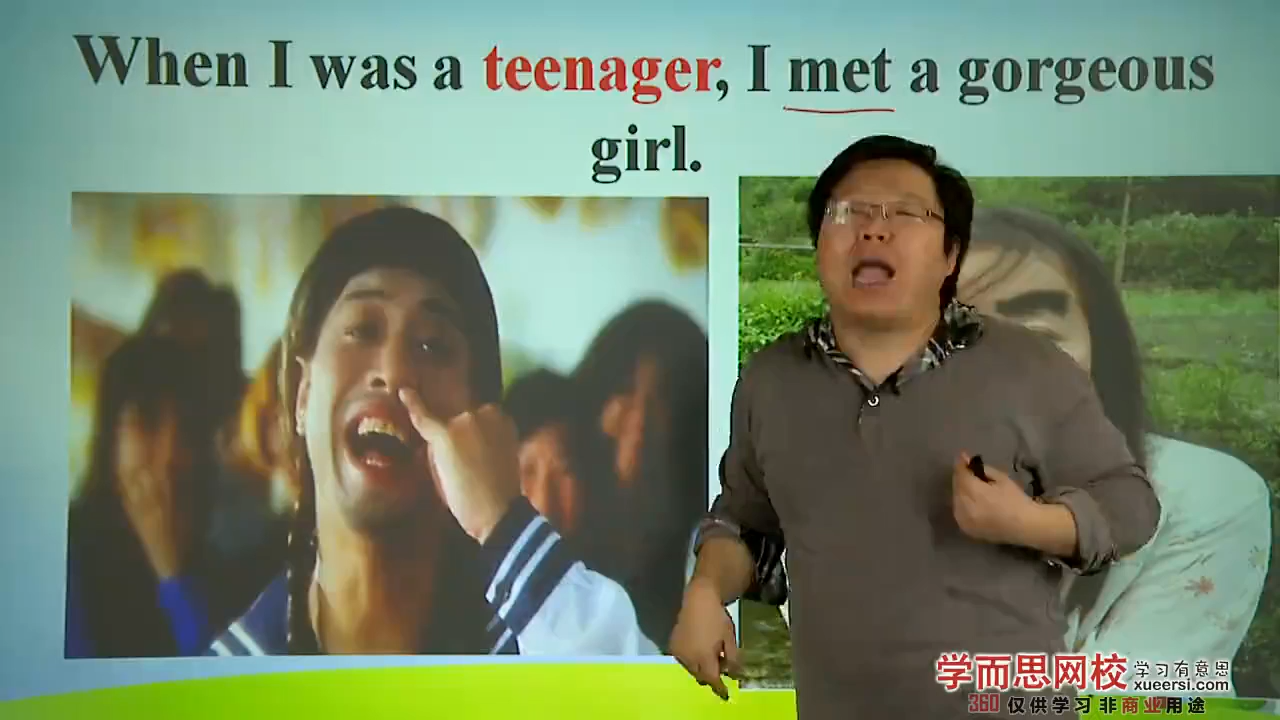 When I was a teenager, I met a gorgeous
girl.
学而思网校 学习有意思
xueersi.com
360 仅供学习 非商业用途